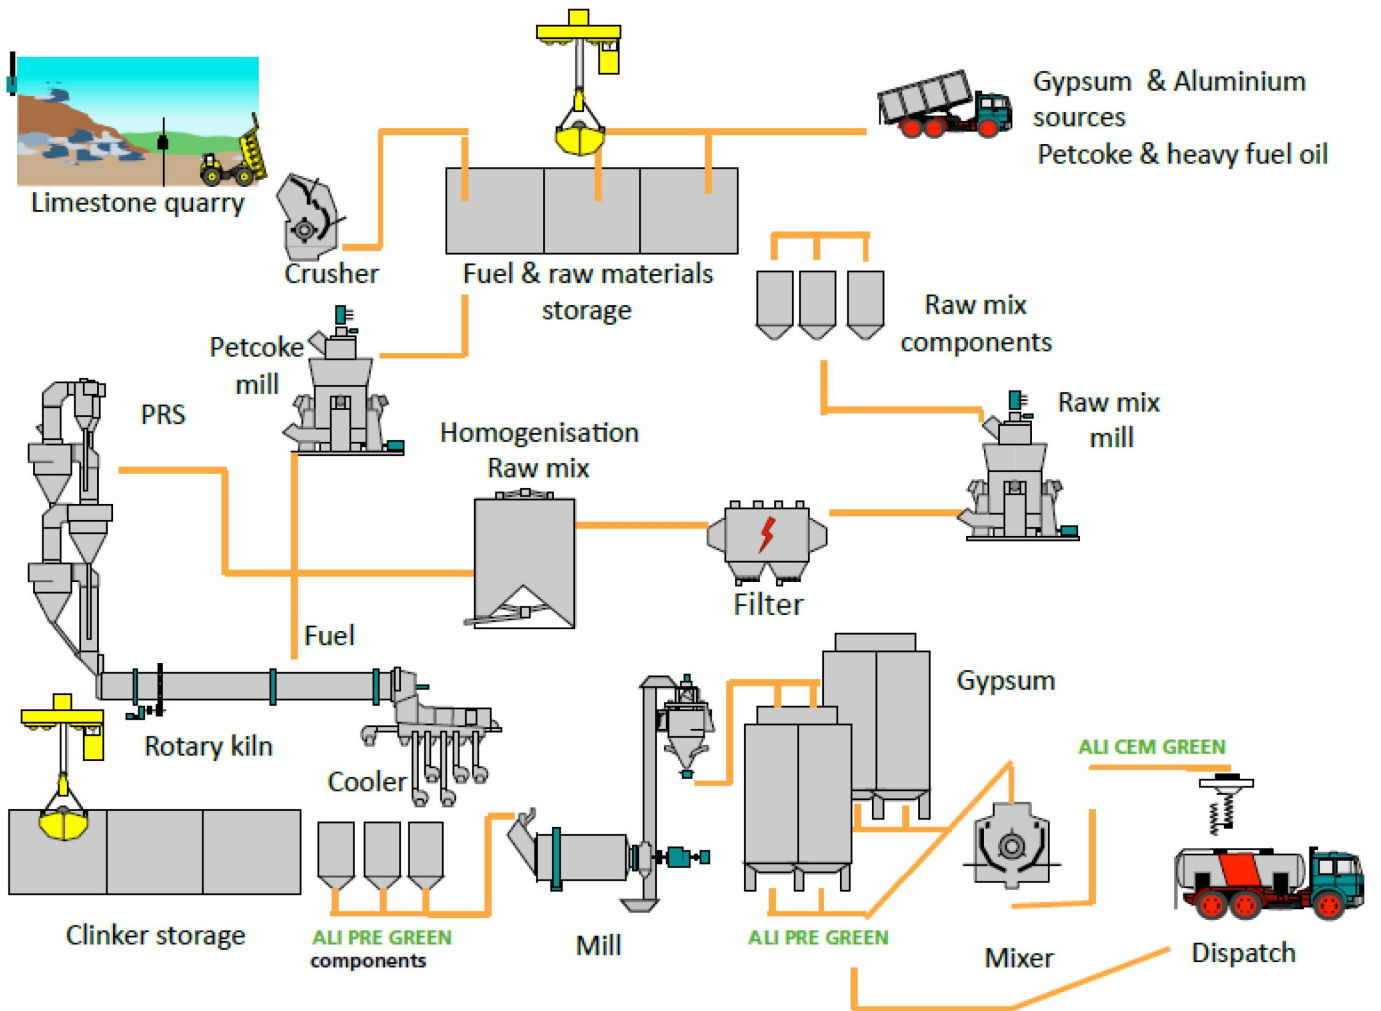 Gypsum & Aluminium
sources
Petcoke & heavy fuel oil
Limestone quarry
Crusher
Fuel & raw materials
storage
Raw mix
components
Petcoke
mill
PRS
Raw mix
mill
Homogenisation
Raw mix
Filter
Fuel
Gypsum
Rotary kiln
Cooler
ALI CEM GREEN
Clinker storage
ALI PRE GREEN
components
Mill
ALI PRE GREEN
Mixer
Dispatch